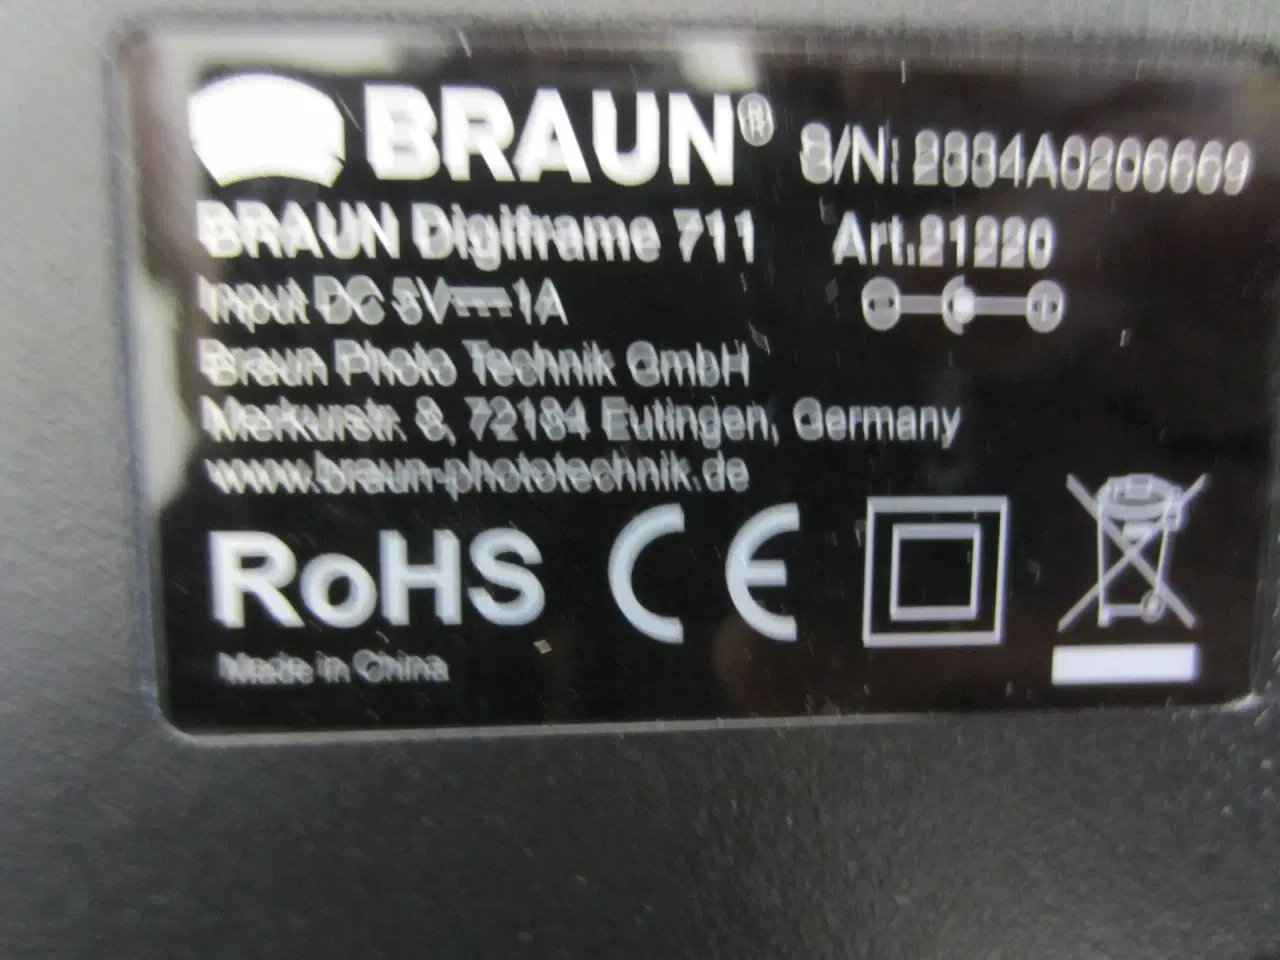 BRAUN®
BRAUN Digiframe 711 Art.21220
Input DC 5V⎓1A
Braun Photo Technik GmbH
Merkurstr. 8, 72184 Eutingen, Germany
www.braun-phototechnik.de
RoHS CE
Made in China